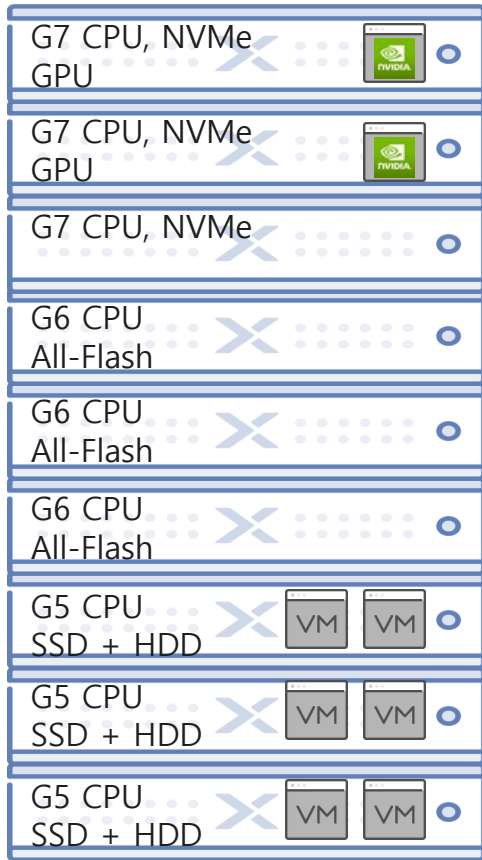 G7 CPU, NVMe
GPU
NVIDIA
G7 CPU, NVMe
GPU
NVIDIA
G7 CPU, NVMe
G6 CPU
All-Flash
G6 CPU
All-Flash
G6 CPU
All-Flash
G5 CPU
SSD + HDD
VM VM
G5 CPU
SSD + HDD
VM VM
G5 CPU
SSD + HDD
VM VM